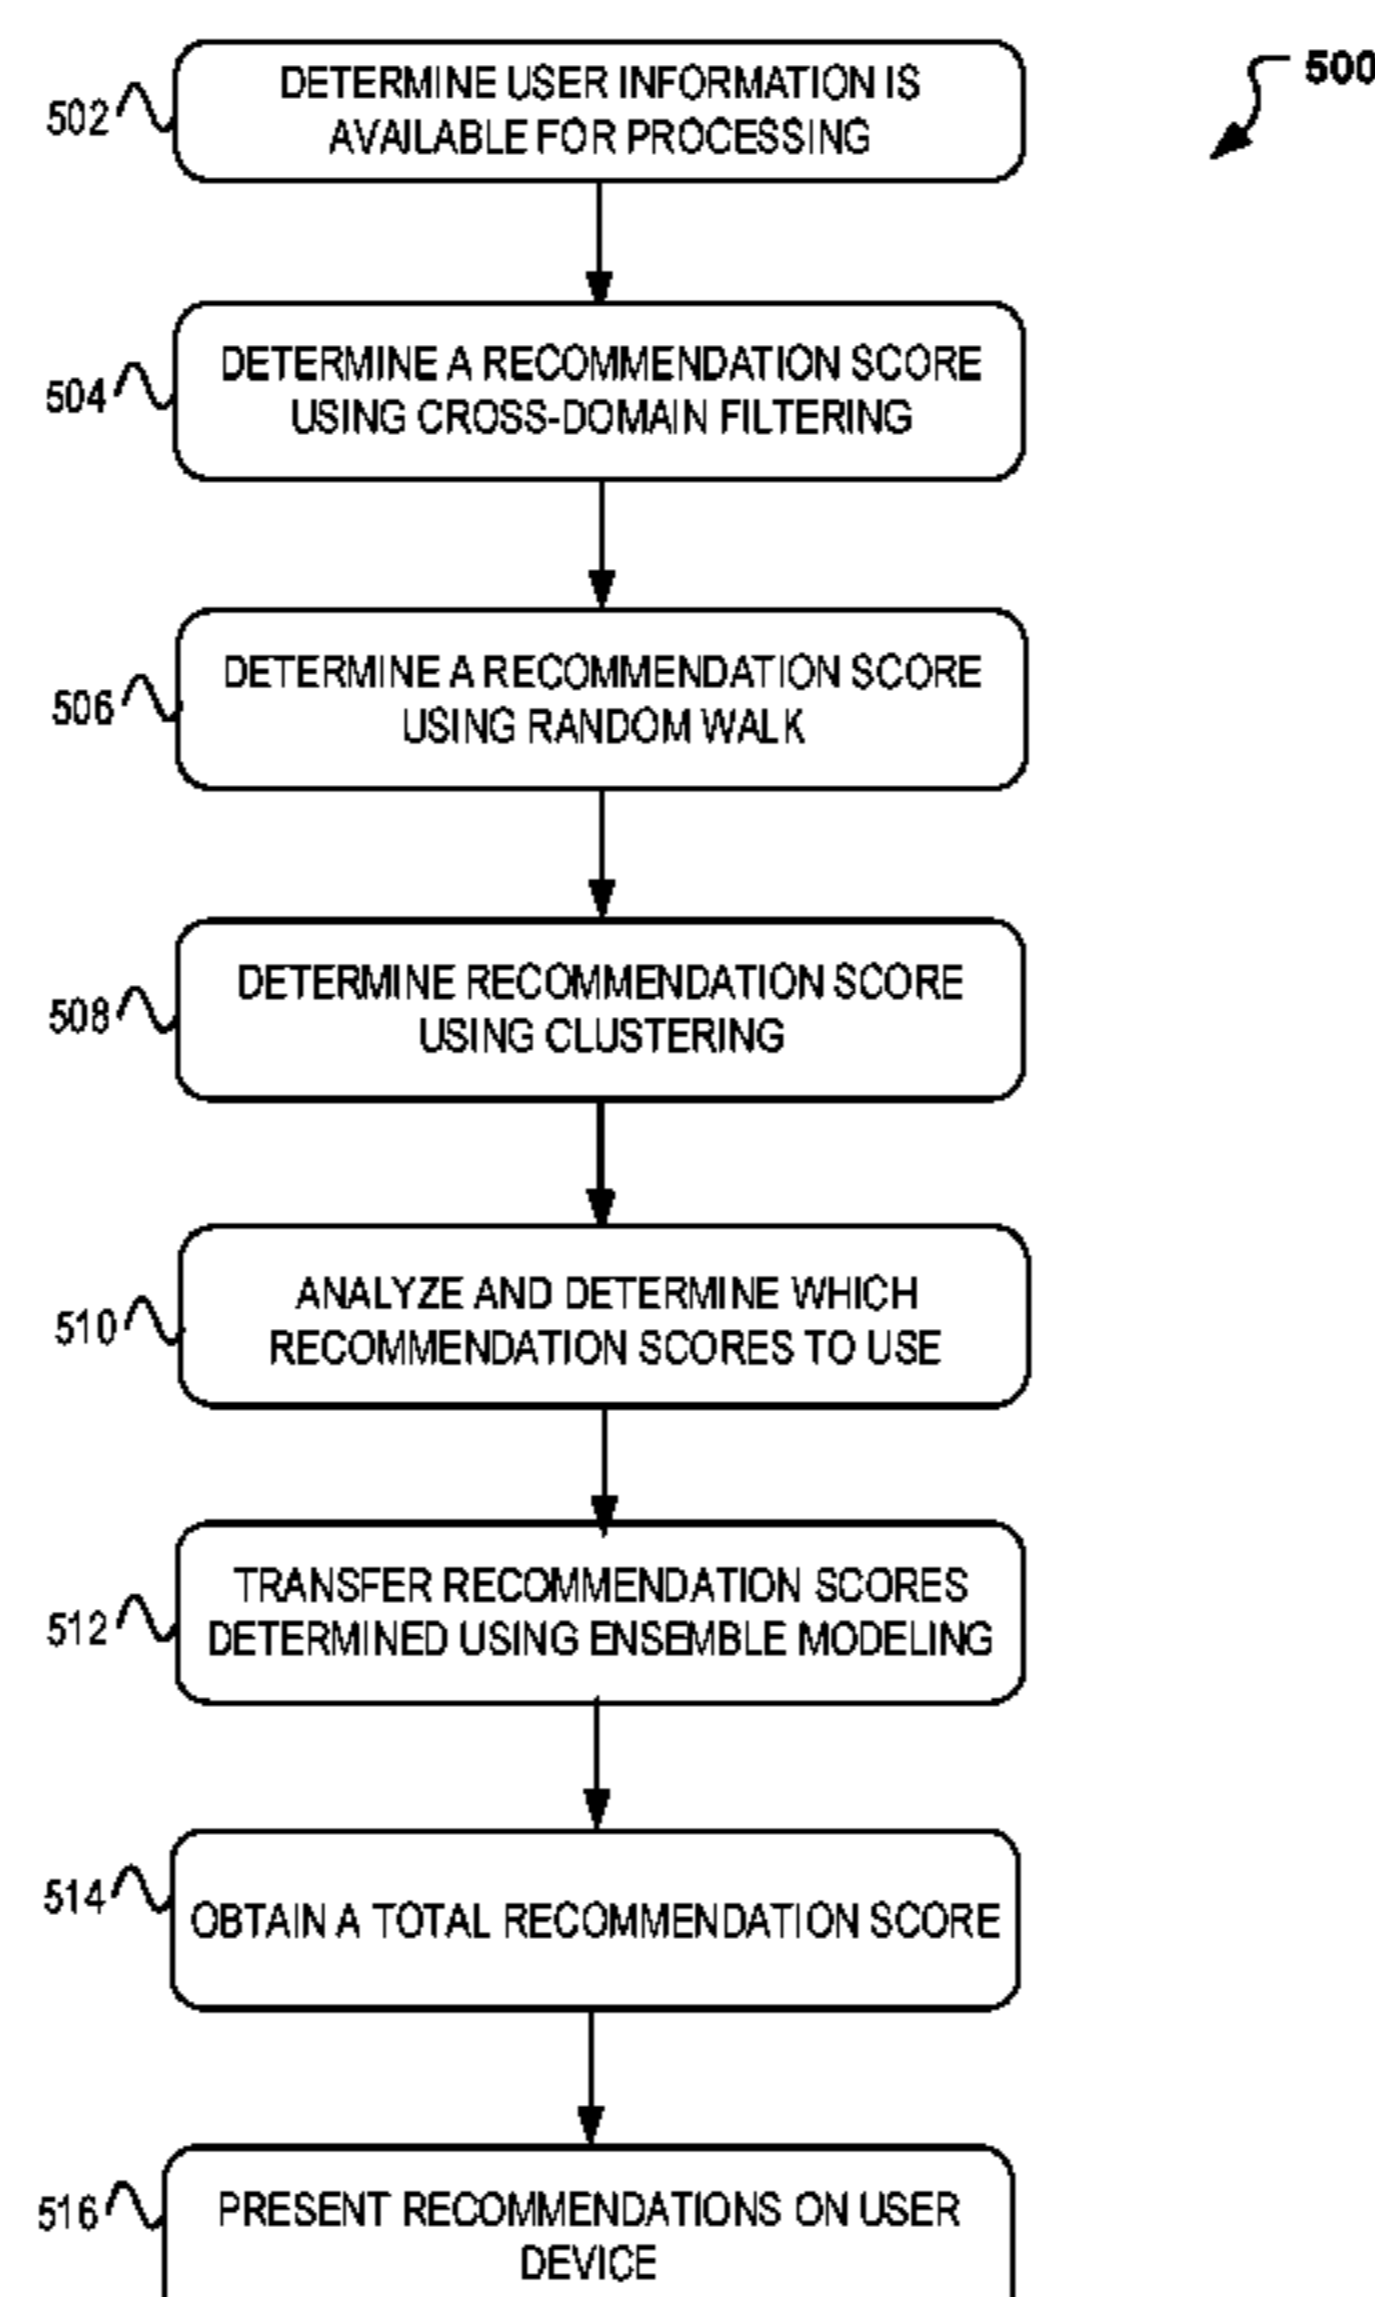 500
502
DETERMINE USER INFORMATION IS
AVAILABLE FOR PROCESSING
504
DETERMINE A RECOMMENDATION SCORE
USING CROSS-DOMAIN FILTERING
506
DETERMINE A RECOMMENDATION SCORE
USING RANDOM WALK
508
DETERMINE RECOMMENDATION SCORE
USING CLUSTERING
510
ANALYZE AND DETERMINE WHICH
RECOMMENDATION SCORES TO USE
512
TRANSFER RECOMMENDATION SCORES
DETERMINED USING ENSEMBLE MODELING
514
OBTAIN A TOTAL RECOMMENDATION SCORE
516
PRESENT RECOMMENDATIONS ON USER
DEVICE